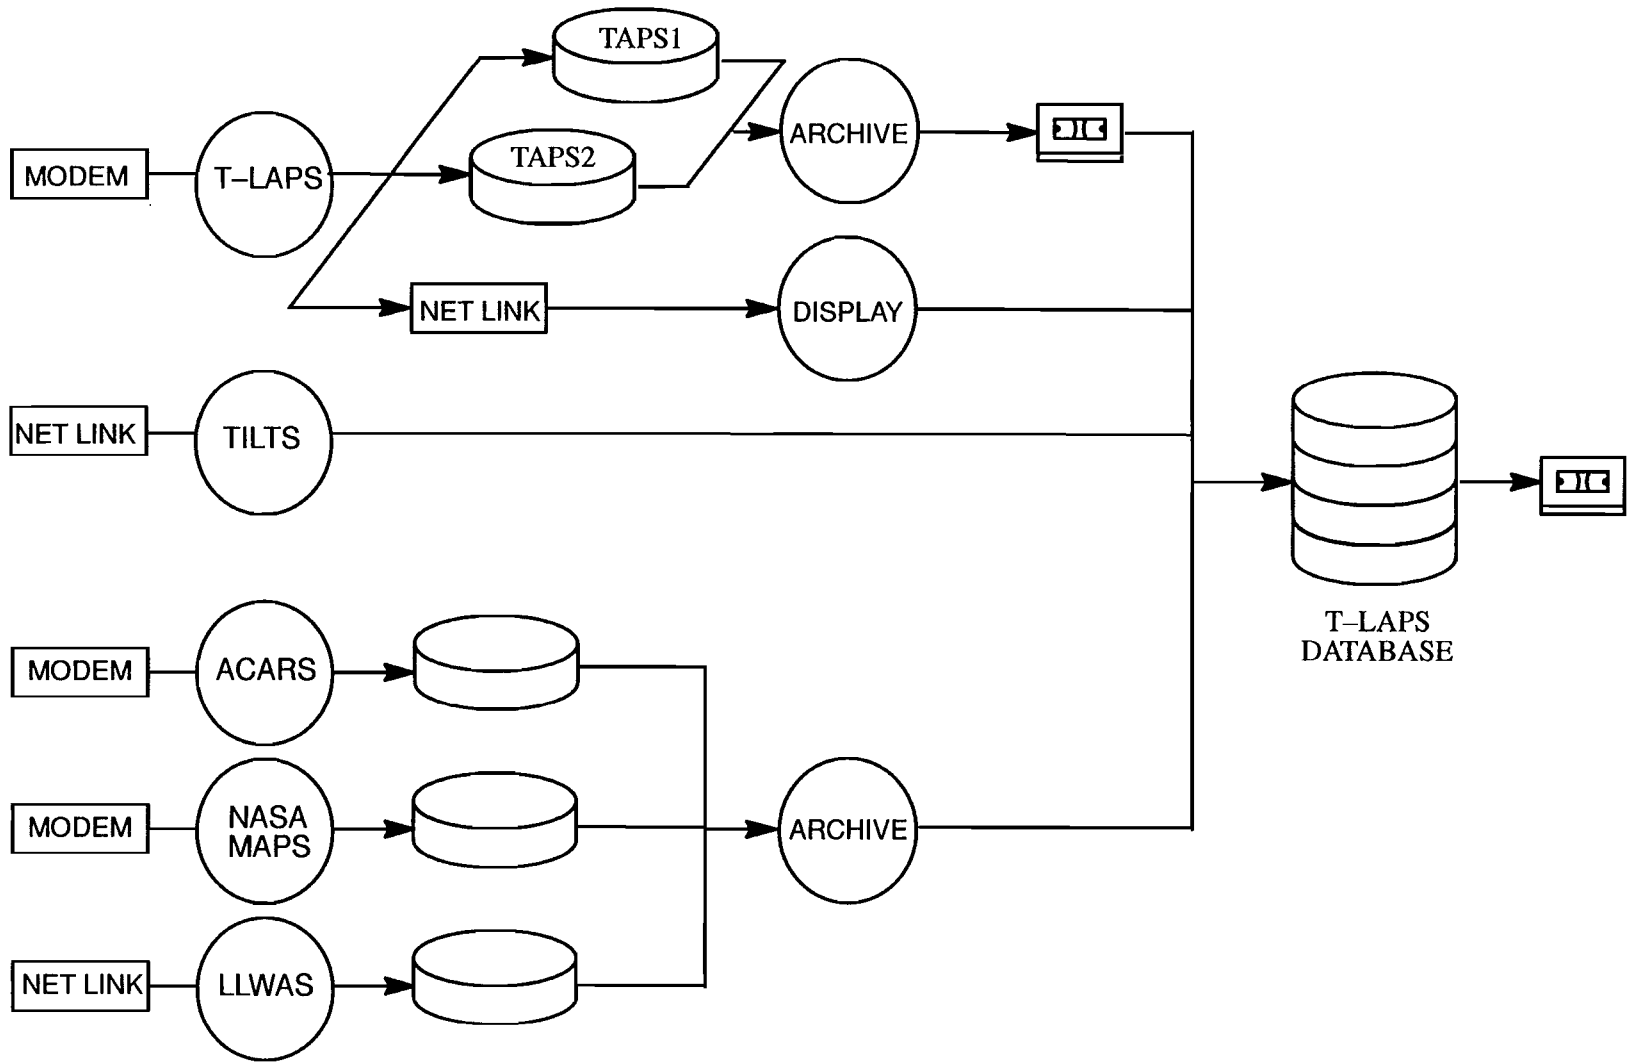 TAPS1
MODEM
T–LAPS
TAPS2
ARCHIVE
NET LINK
DISPLAY
NET LINK
TILTS
T–LAPS
DATABASE
MODEM
ACARS
MODEM
NASA
MAPS
ARCHIVE
NET LINK
LLWAS